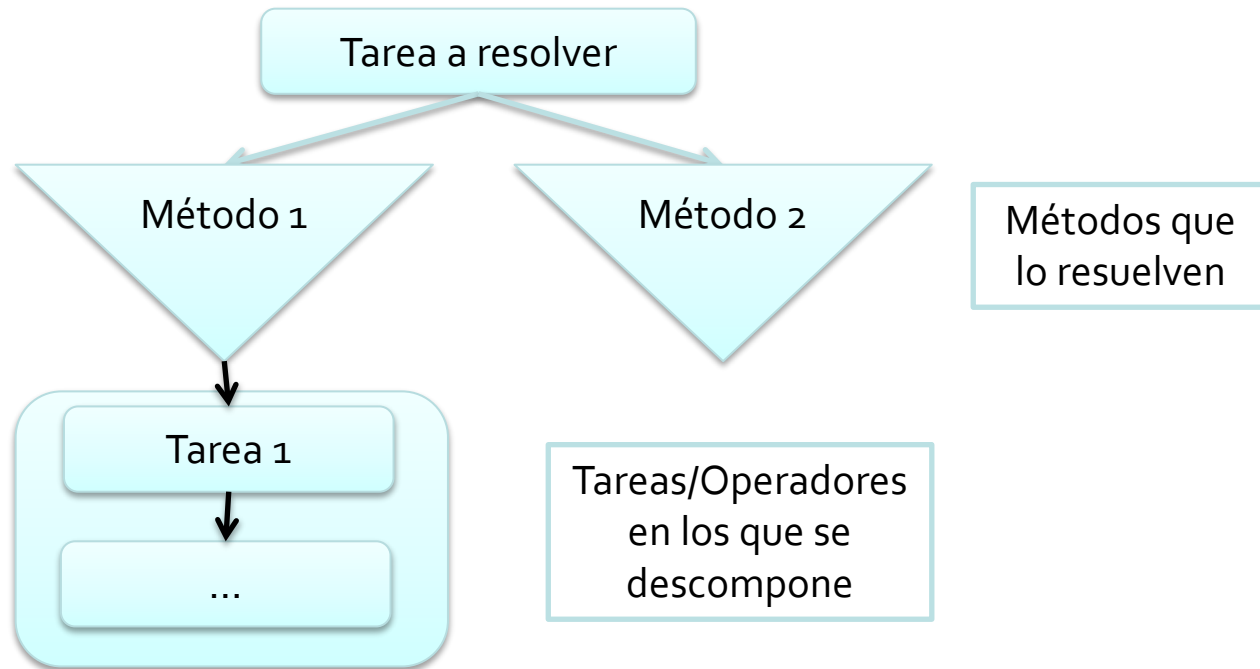 Tarea a resolver
Método 1
Método 2
Métodos que
lo resuelven
Tarea 1
Tareas/Operadores
en los que se
descompone
...